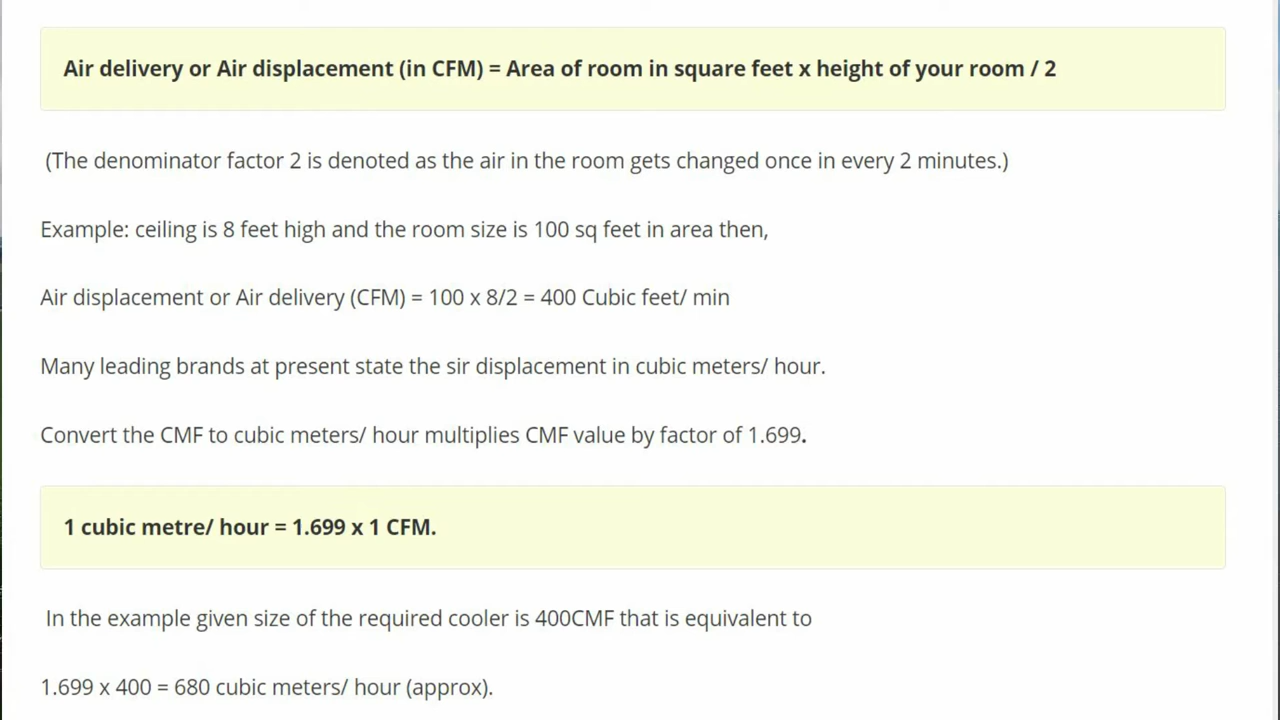 Air delivery or Air displacement (in CFM) = Area of room in square feet x height of your room / 2
(The denominator factor 2 is denoted as the air in the room gets changed once in every 2 minutes.)
Example: ceiling is 8 feet high and the room size is 100 sq feet in area then,
Air displacement or Air delivery (CFM) = 100 x 8/2 = 400 Cubic feet/ min
Many leading brands at present state the sir displacement in cubic meters/ hour.
Convert the CMF to cubic meters/ hour multiplies CMF value by factor of 1.699.
1 cubic metre/ hour = 1.699 x 1 CFM.
In the example given size of the required cooler is 400CMF that is equivalent to
1.699 x 400 = 680 cubic meters/ hour (approx).